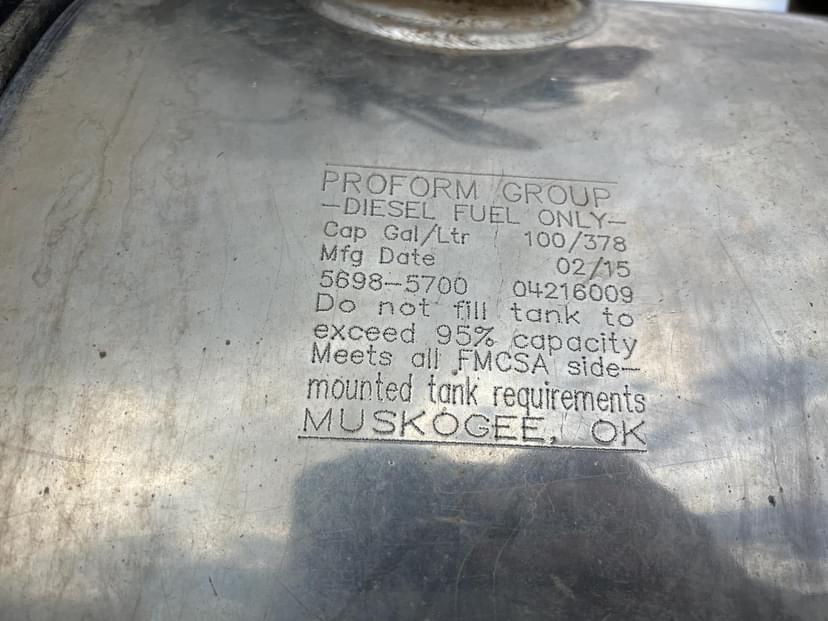 PROFORM GROUP
-DIESEL FUEL ONLY-
Cap Gal/Ltr 100/378
Mfg Date 02/15
5698-5700 04216009
Do not fill tank to
exceed 95% capacity
Meets all FMCSA side-
mounted tank requirements
MUSKOGEE, OK